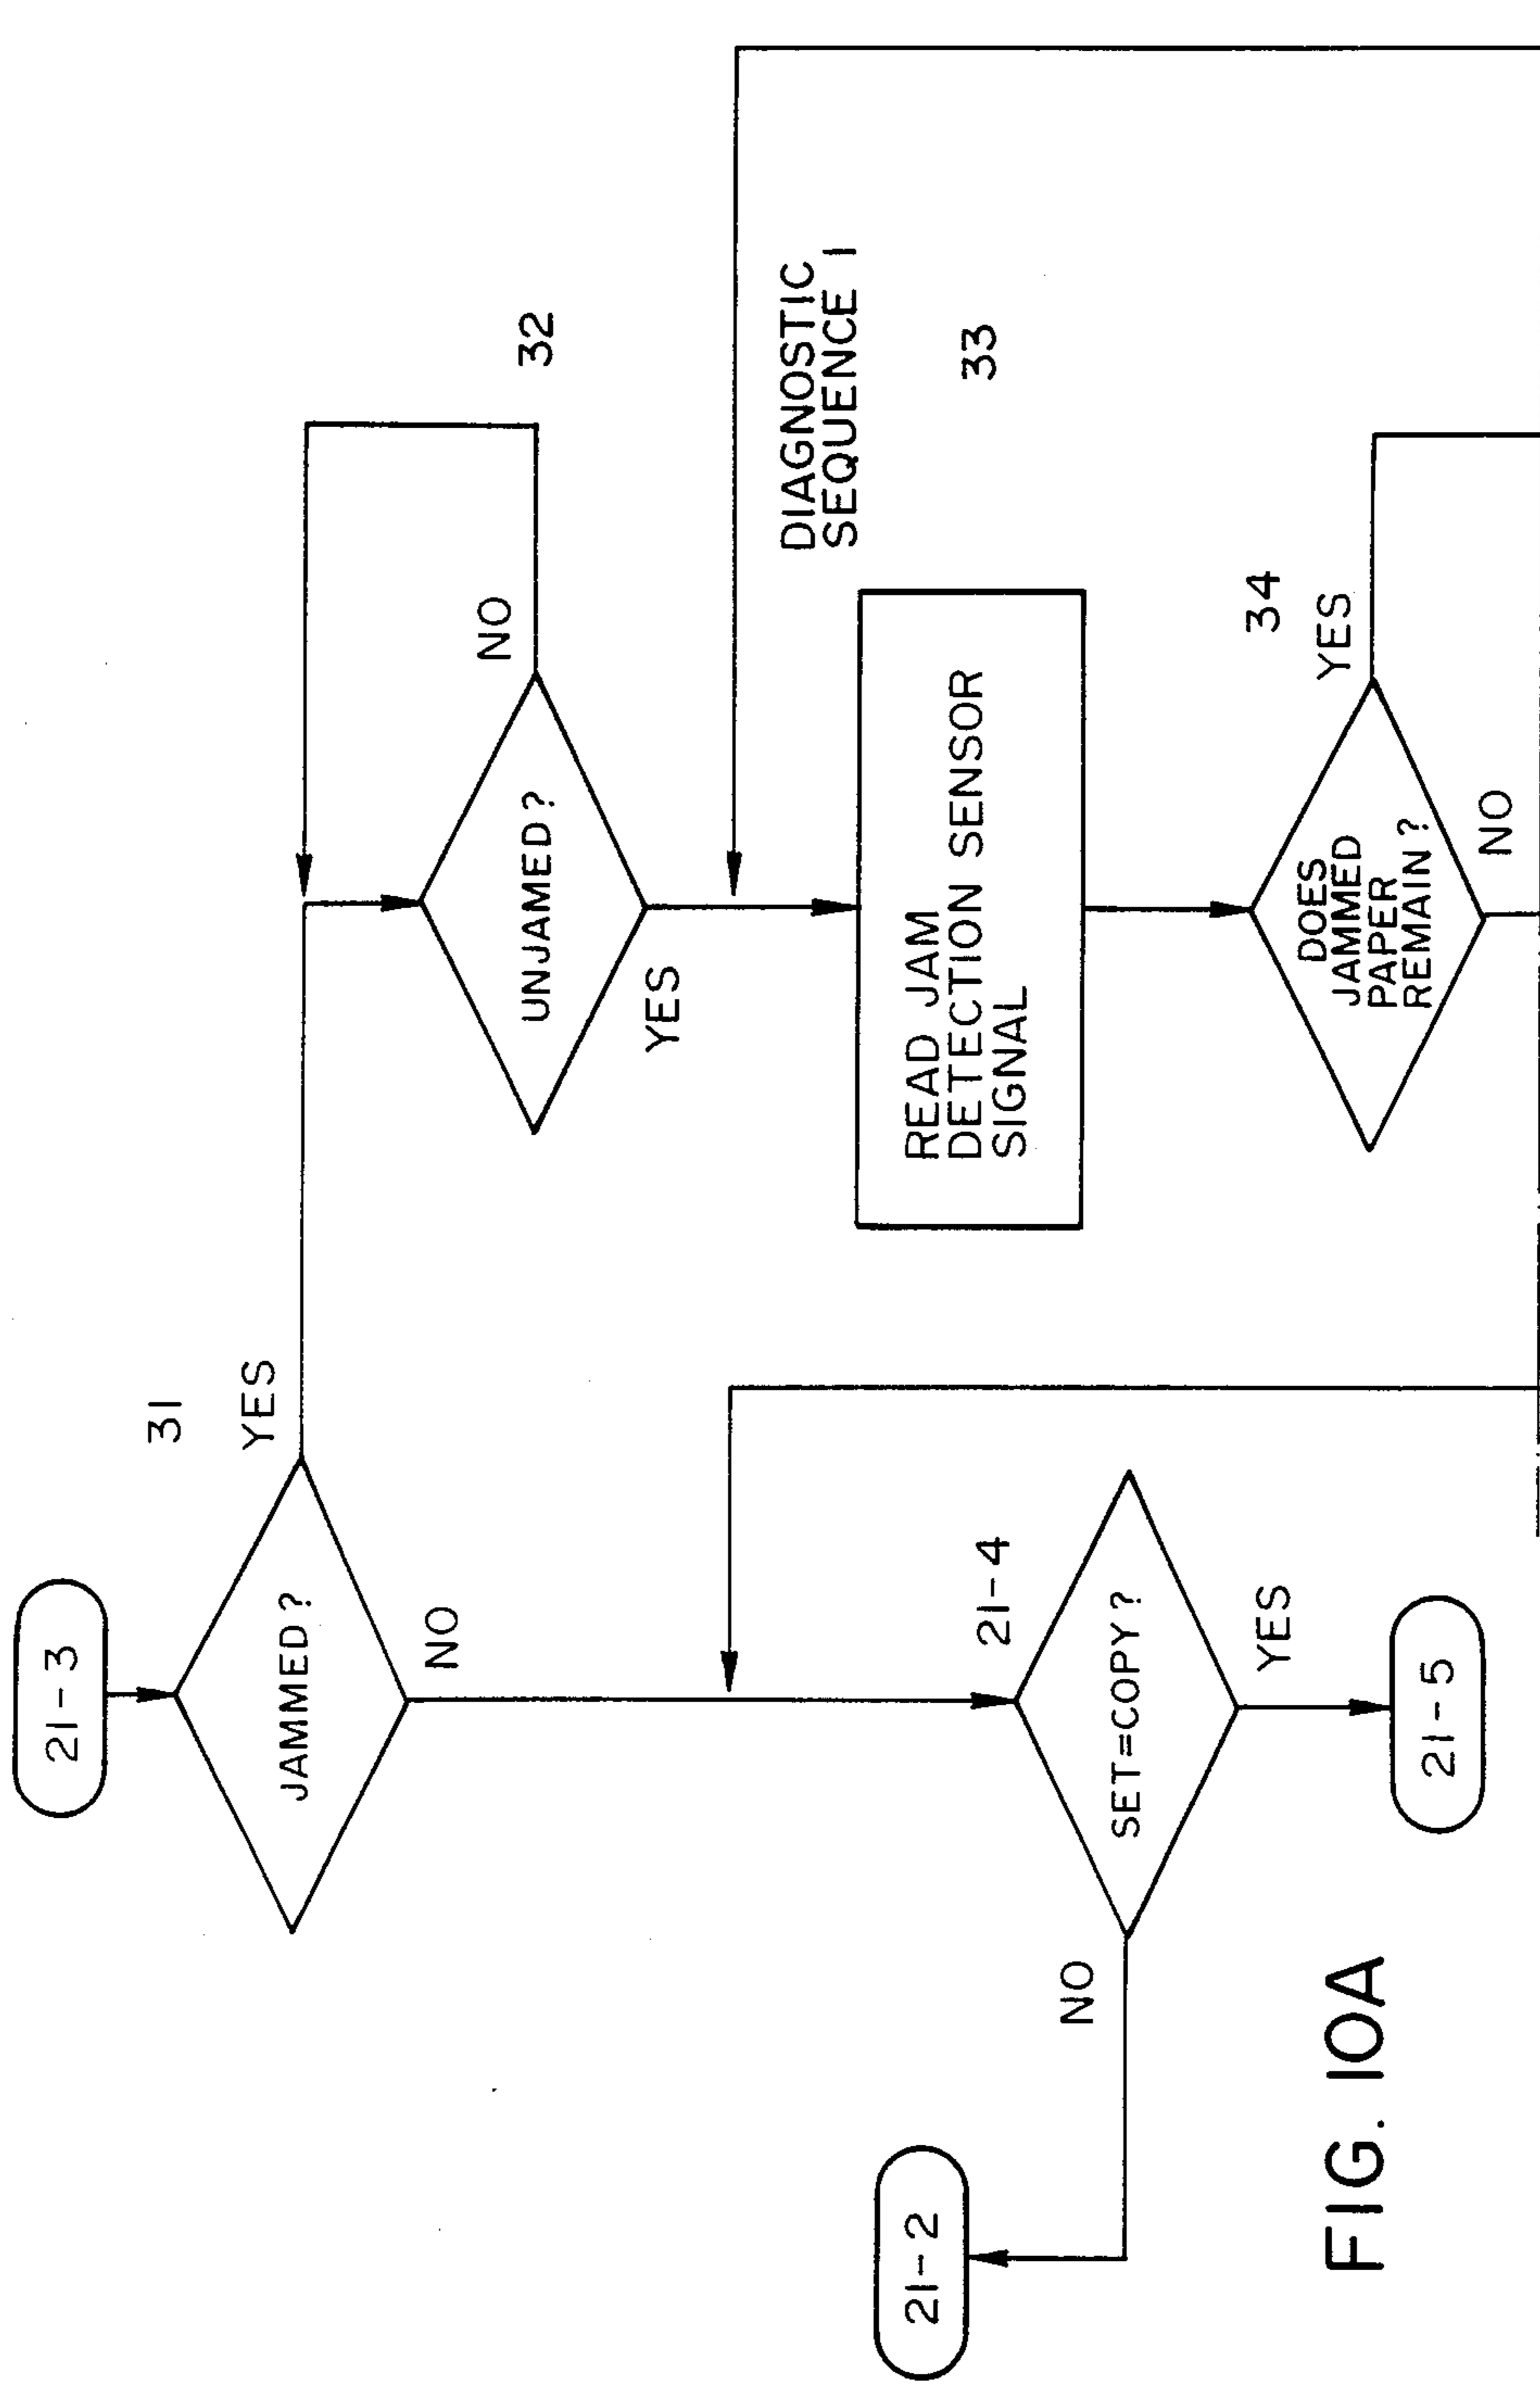 21-3
31
JAMMED?
YES
NO
32
UNJAMED?
NO
YES
DIAGNOSTIC
SEQUENCE 1
33
READ JAM
DETECTION SENSOR
SIGNAL
34
DOES
JAMMED
PAPER
REMAIN?
YES
NO
21-4
SET=COPY?
NO
YES
21-2
21-5
FIG. 10A